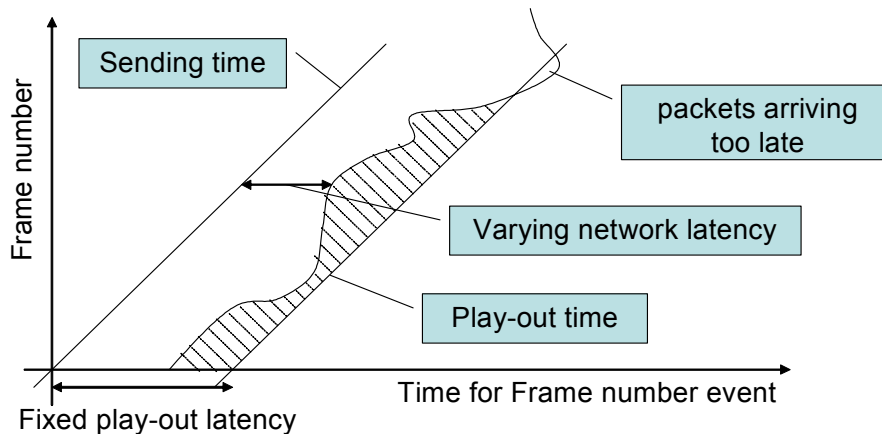 Sending time
packets arriving
too late
Frame number
Varying network latency
Play-out time
Time for Frame number event
Fixed play-out latency